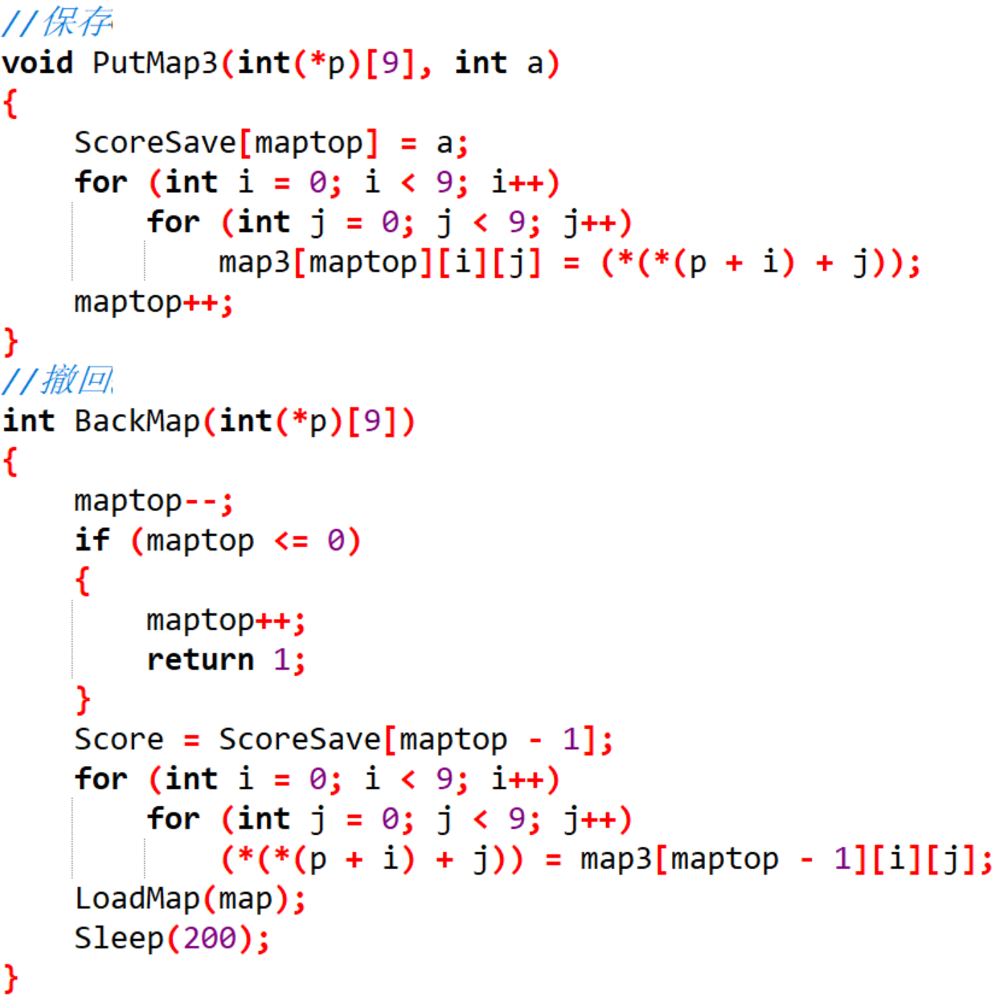 //保存
void PutMap3(int(*p)[9], int a)
{
    ScoreSave[maptop] = a;
    for (int i = 0; i < 9; i++)
        for (int j = 0; j < 9; j++)
            map3[maptop][i][j] = (*(*(p + i) + j));
    maptop++;
}
//撤回
int BackMap(int(*p)[9])
{
    maptop--;
    if (maptop <= 0)
    {
        maptop++;
        return 1;
    }
    Score = ScoreSave[maptop - 1];
    for (int i = 0; i < 9; i++)
        for (int j = 0; j < 9; j++)
            (*(*(p + i) + j)) = map3[maptop - 1][i][j];
    LoadMap(map);
    Sleep(200);
}